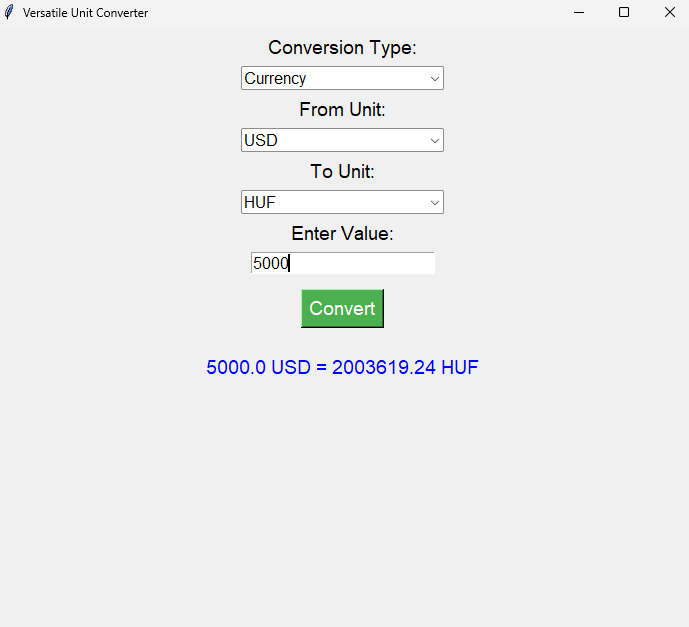 Versatile Unit Converter
Conversion Type:
Currency
From Unit:
USD
To Unit:
HUF
Enter Value:
5000
Convert
5000.0 USD = 2003619.24 HUF